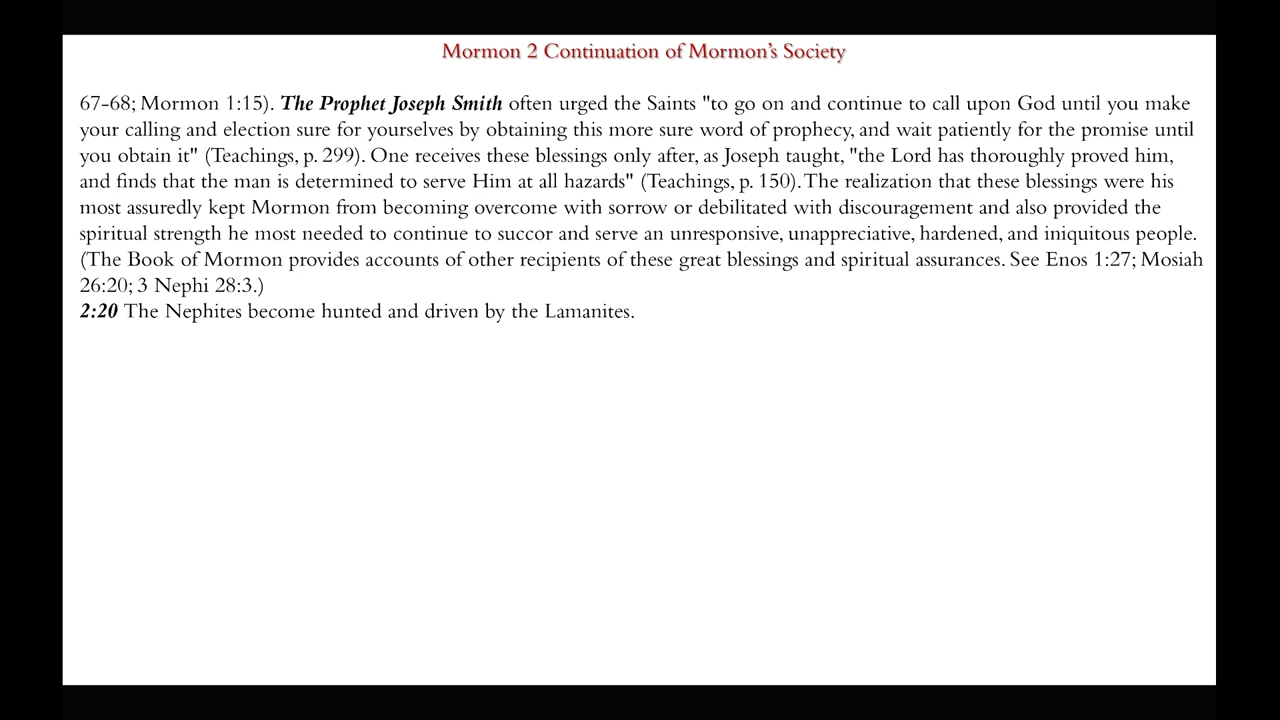 Mormon 2 Continuation of Mormon's Society
67-68; Mormon 1:15). The Prophet Joseph Smith often urged the Saints "to go on and continue to call upon God until you make
your calling and election sure for yourselves by obtaining this more sure word of prophecy, and wait patiently for the promise until
you obtain it" (Teachings, p. 299). One receives these blessings only after, as Joseph taught, "the Lord has thoroughly proved him,
and finds that the man is determined to serve Him at all hazards" (Teachings, p. 150). The realization that these blessings were his
most assuredly kept Mormon from becoming overcome with sorrow or debilitated with discouragement and also provided the
spiritual strength he most needed to continue to succor and serve an unresponsive, unappreciative, hardened, and iniquitous people.
(The Book of Mormon provides accounts of other recipients of these great blessings and spiritual assurances. See Enos 1:27; Mosiah
26:20; 3 Nephi 28:3.)
2:20 The Nephites become hunted and driven by the Lamanites.